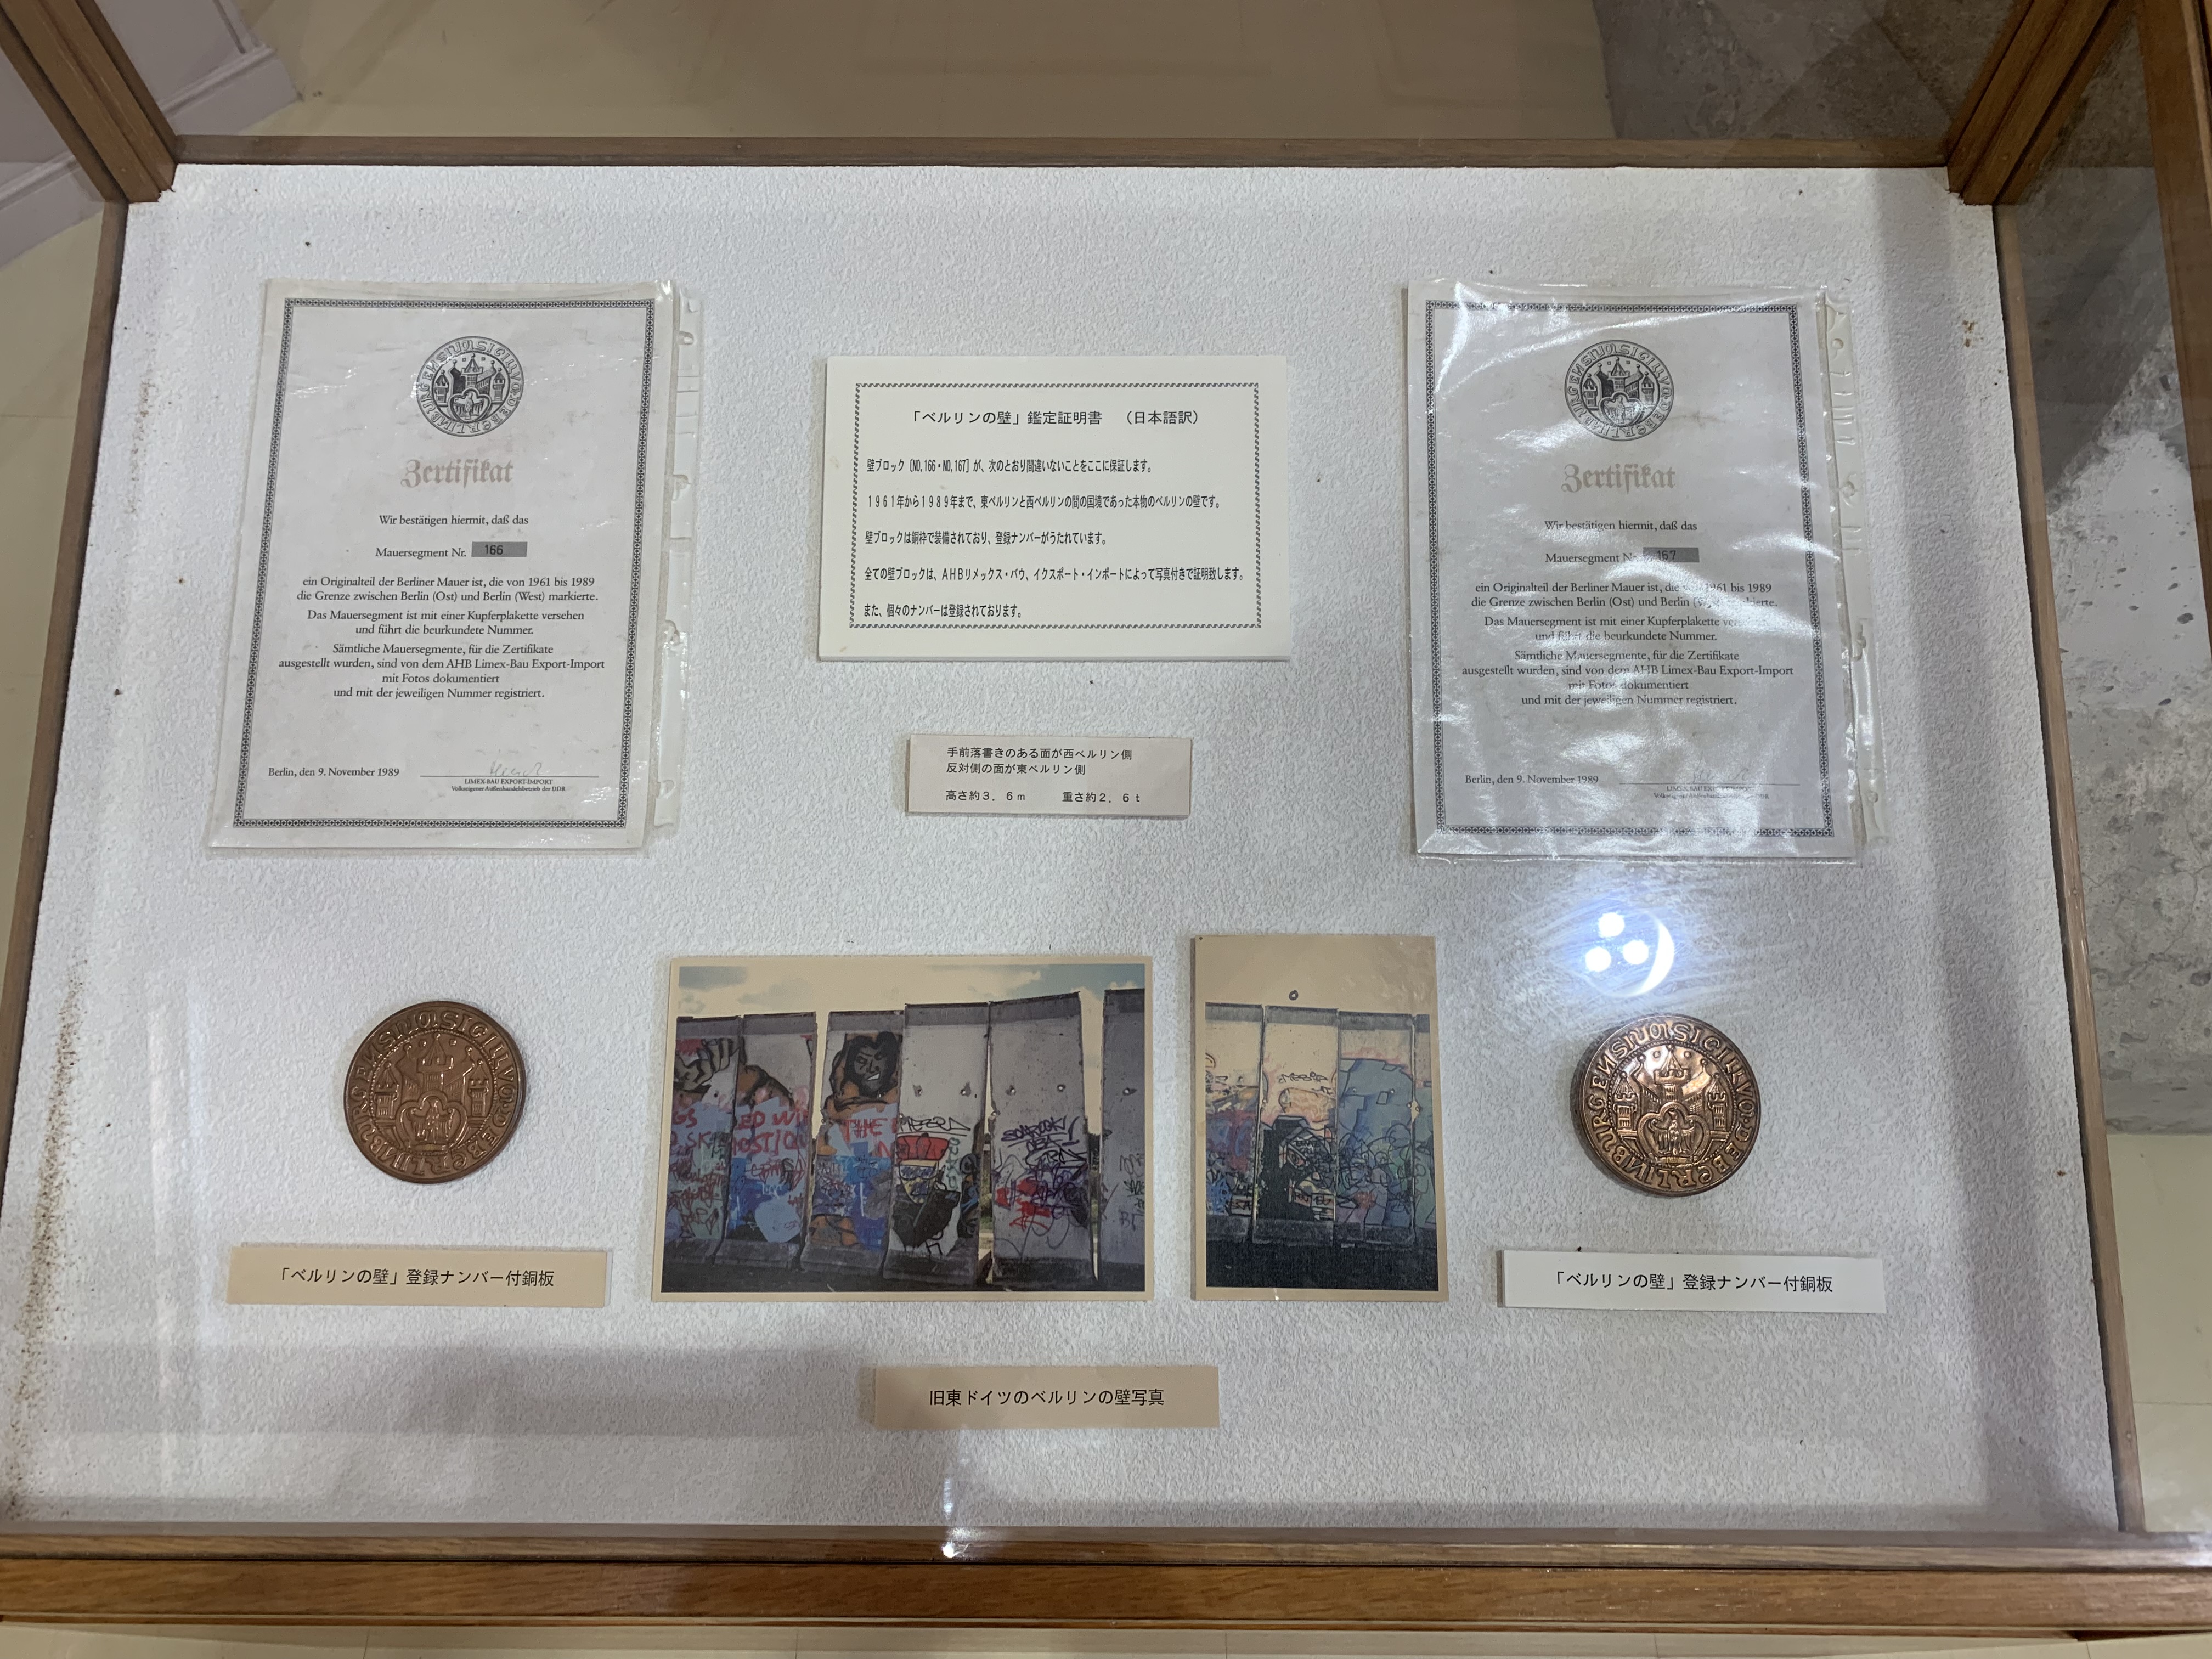 Zertifikat
Wir bestätigen hiermit, daß das
Mauersegment Nr. 166
ein Originalteil der Berliner Mauer ist, die von 1961 bis 1989
die Grenze zwischen Berlin (Ost) und Berlin (West) markierte.
Das Mauersegment ist mit einer Kupferplakette versehen
und führt die beurkundete Nummer.
Sämtliche Mauersegmente, für die Zertifikate
ausgestellt wurden, sind von dem AHB Limex-Bau Export-Import
mit Fotos dokumentiert
und mit der jeweiligen Nummer registriert.
Berlin, den 9. November 1989
LIMEX-BAU EXPORT-IMPORT
Volkseigener Außenhandelsbetrieb der DDR
「ベルリンの壁」鑑定証明書 (日本語訳)
壁ブロック〔NO.166・NO.167〕が、次のとおり間違いないことをここに保証します。
1961年から1989年まで、東ベルリンと西ベルリンの間の国境であった本物のベルリンの壁です。
壁ブロックは銅枠で装備されており、登録ナンバーがうたれています。
全ての壁ブロックは、AHBリメックス・バウ、イクスポート・インポートによって写真付きで証明致します。
また、個々のナンバーは登録されております。
手前落書きのある面が西ベルリン側
反対側の面が東ベルリン側
高さ約3.6m 重さ約2.6t
Zertifikat
Wir bestätigen hiermit, daß das
Mauersegment Nr. 167
ein Originalteil der Berliner Mauer ist, die von 1961 bis 1989
die Grenze zwischen Berlin (Ost) und Berlin (West) markierte.
Das Mauersegment ist mit einer Kupferplakette versehen
und führt die beurkundete Nummer.
Sämtliche Mauersegmente, für die Zertifikate
ausgestellt wurden, sind von dem AHB Limex-Bau Export-Import
mit Fotos dokumentiert
und mit der jeweiligen Nummer registriert.
Berlin, den 9. November 1989
LIMEX-BAU EXPORT-IMPORT
「ベルリンの壁」登録ナンバー付銅板
「ベルリンの壁」登録ナンバー付銅板
旧東ドイツのベルリンの壁写真